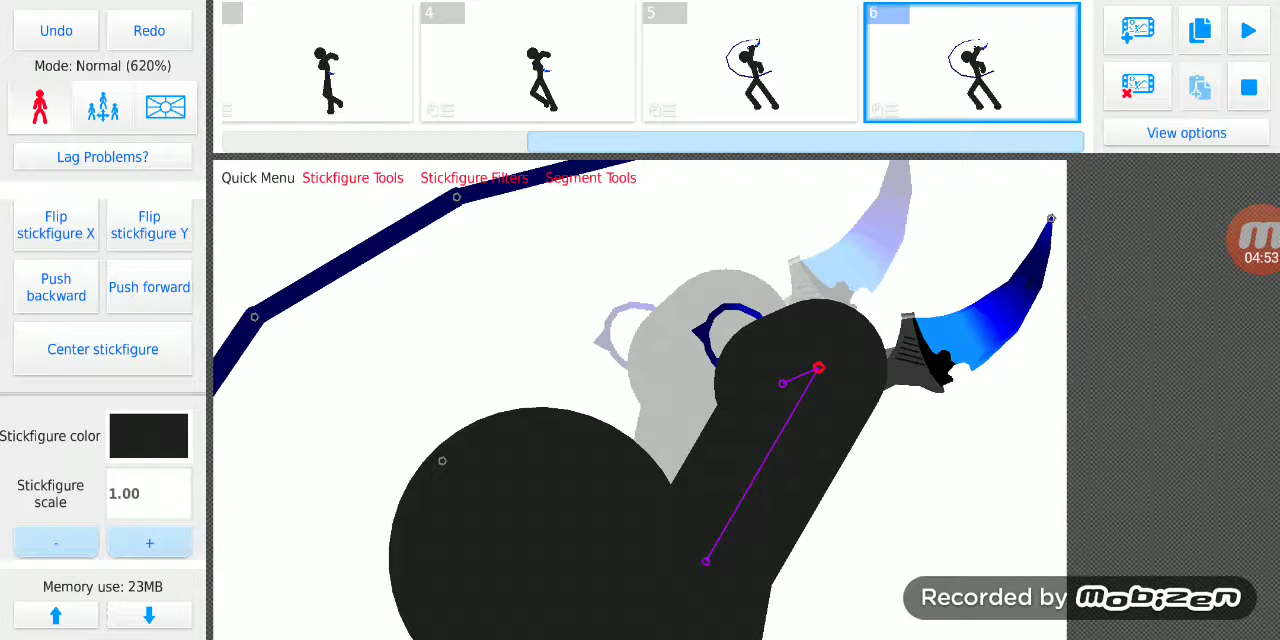 Undo
Redo
Mode: Normal (620%)
Lag Problems?
Flip stickfigure X
Flip stickfigure Y
Push backward
Push forward
Center stickfigure
Stickfigure color
Stickfigure scale
1.00
-
+
Memory use: 23MB
4
5
6
View options
Quick Menu
Stickfigure Tools
Stickfigure Filters
Segment Tools
04:53
Recorded by mobizen